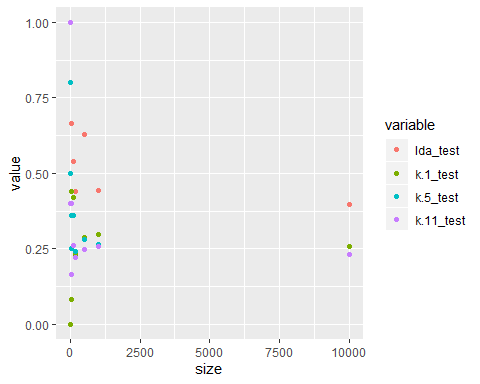 1.00
0.75
0.50
0.25
0.00
value
0 2500 5000 7500 10000
size
variable
lda_test
k.1_test
k.5_test
k.11_test